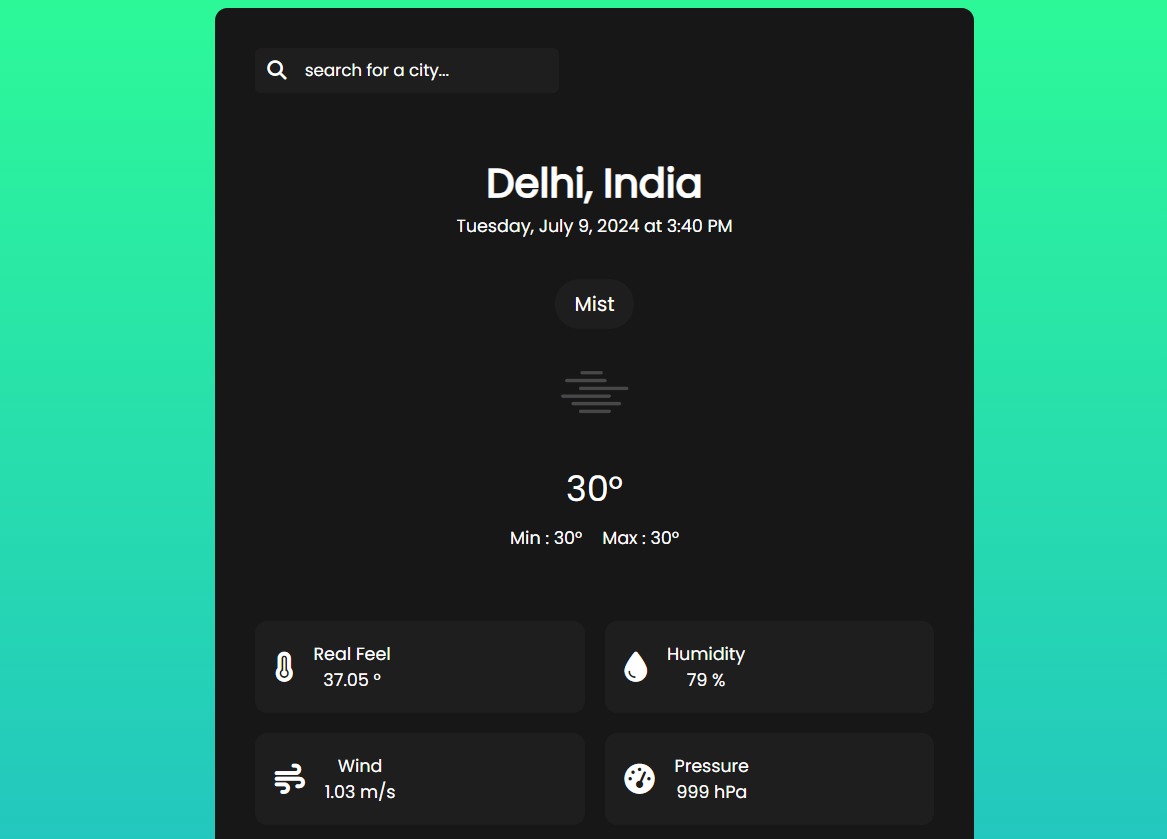 search for a city...
Delhi, India
Tuesday, July 9, 2024 at 3:40 PM
Mist
30°
Min : 30° Max : 30°
Real Feel
37.05 °
Humidity
79 %
Wind
1.03 m/s
Pressure
999 hPa